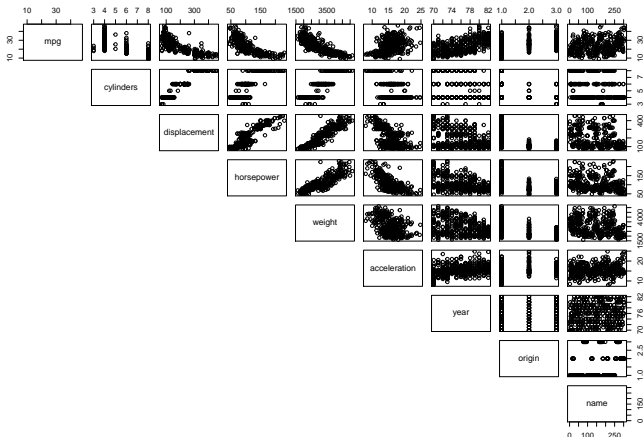 10 30
3 4 5 6 7 8
100 300
50 150
1500 3500
10 15 20 25
70 74 78 82
1.0 2.0 3.0
0 100 250
mpg
10 30
cylinders
3 5 7
displacement
100 400
horsepower
50 150
weight
1500 4000
acceleration
10 20
year
70 76 82
origin
1.0 2.5
name
0 150
0 100 250